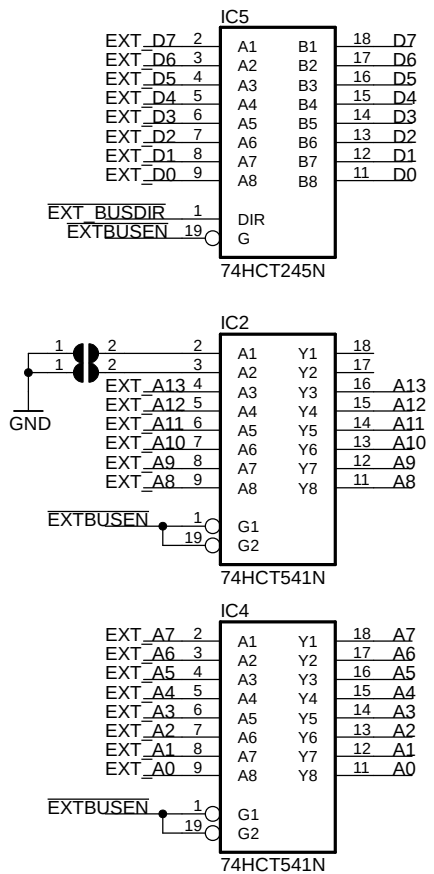 IC5
EXT_D7 2 A1 B1 18 D7
EXT_D6 3 A2 B2 17 D6
EXT_D5 4 A3 B3 16 D5
EXT_D4 5 A4 B4 15 D4
EXT_D3 6 A5 B5 14 D3
EXT_D2 7 A6 B6 13 D2
EXT_D1 8 A7 B7 12 D1
EXT_D0 9 A8 B8 11 D0
EXT_BUSDIR 1 DIR
EXTBUSEN 19 G
74HCT245N
IC2
1 2 2 A1 Y1 18
1 2 3 A2 Y2 17
EXT_A13 4 A3 Y3 16 A13
EXT_A12 5 A4 Y4 15 A12
EXT_A11 6 A5 Y5 14 A11
EXT_A10 7 A6 Y6 13 A10
EXT_A9 8 A7 Y7 12 A9
EXT_A8 9 A8 Y8 11 A8
GND
EXTBUSEN 1 G1
19 G2
74HCT541N
IC4
EXT_A7 2 A1 Y1 18 A7
EXT_A6 3 A2 Y2 17 A6
EXT_A5 4 A3 Y3 16 A5
EXT_A4 5 A4 Y4 15 A4
EXT_A3 6 A5 Y5 14 A3
EXT_A2 7 A6 Y6 13 A2
EXT_A1 8 A7 Y7 12 A1
EXT_A0 9 A8 Y8 11 A0
EXTBUSEN 1 G1
19 G2
74HCT541N